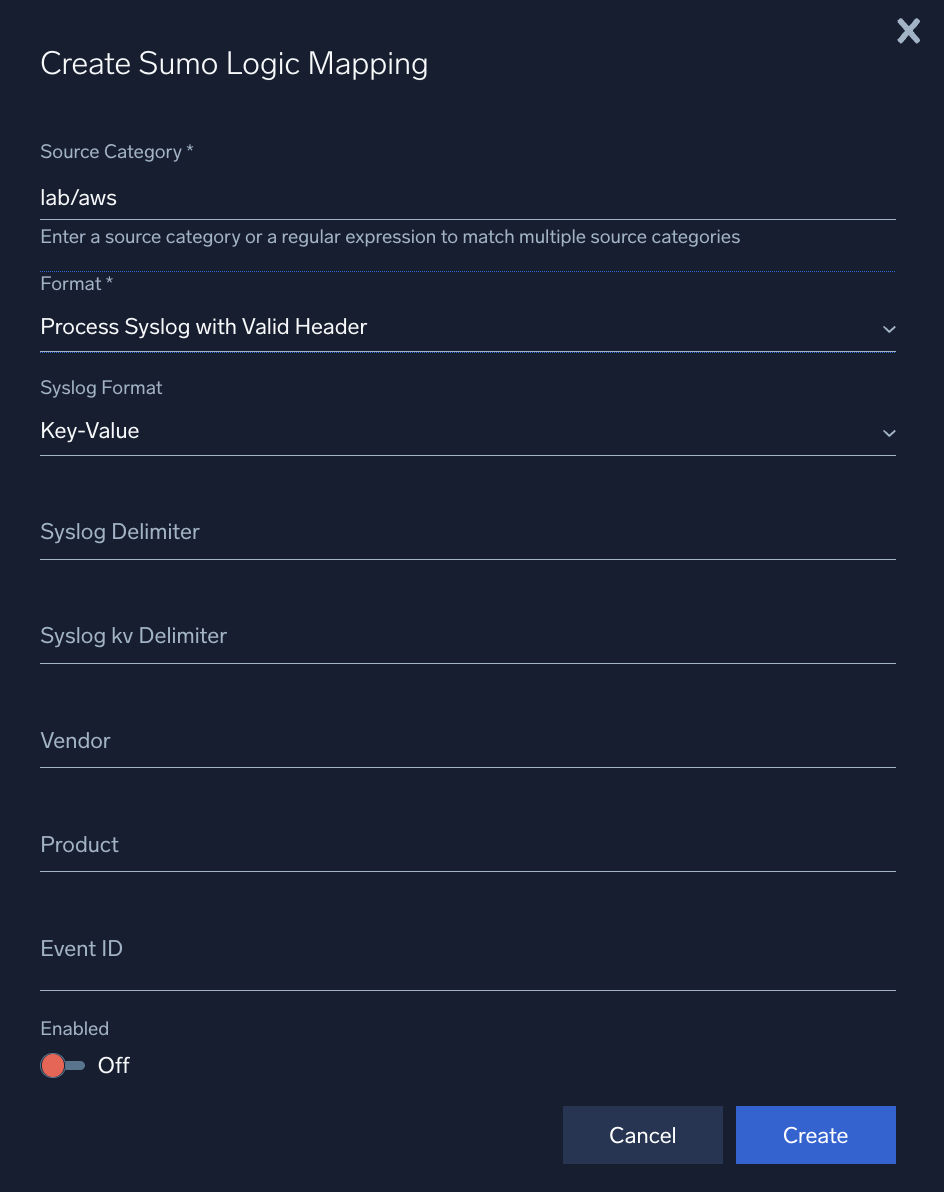 Create Sumo Logic Mapping
Source Category *
lab/aws
Enter a source category or a regular expression to match multiple source categories
Format *
Process Syslog with Valid Header
Syslog Format
Key-Value
Syslog Delimiter
Syslog kv Delimiter
Vendor
Product
Event ID
Enabled
Off
Cancel
Create